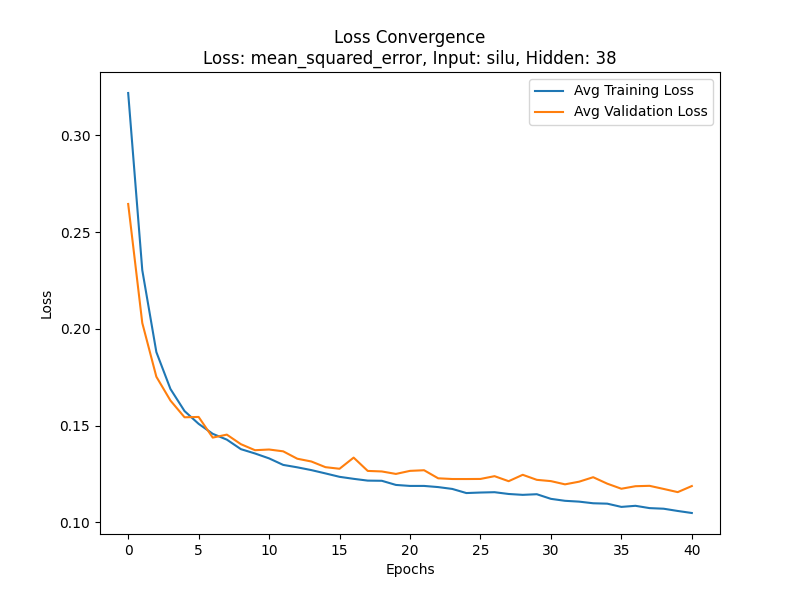 Loss Convergence
Loss: mean_squared_error, Input: silu, Hidden: 38
Avg Training Loss
Avg Validation Loss
0.30
0.25
0.20
0.15
0.10
Loss
0 5 10 15 20 25 30 35 40
Epochs